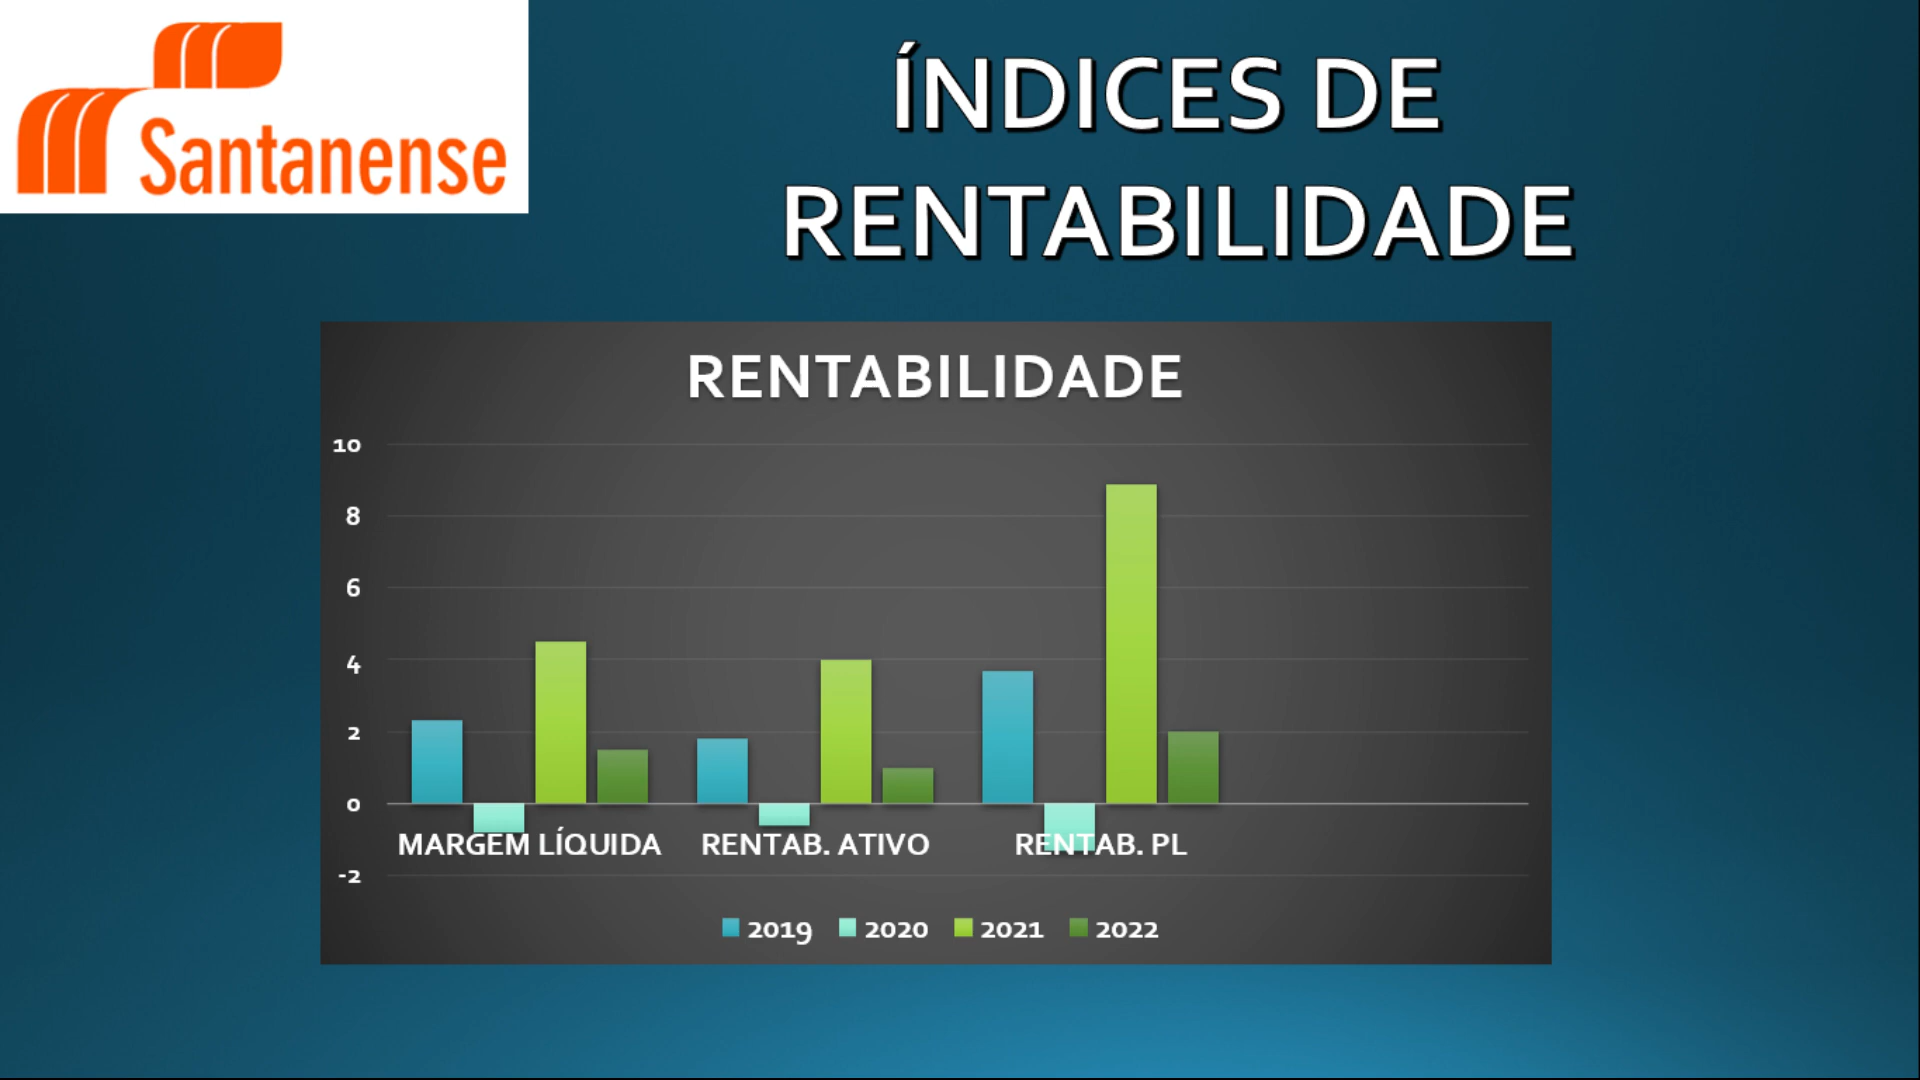 Santanense
ÍNDICES DE
RENTABILIDADE
RENTABILIDADE
10
8
6
4
2
0
-2
MARGEM LÍQUIDA
RENTAB. ATIVO
RENTAB. PL
2019 2020 2021 2022